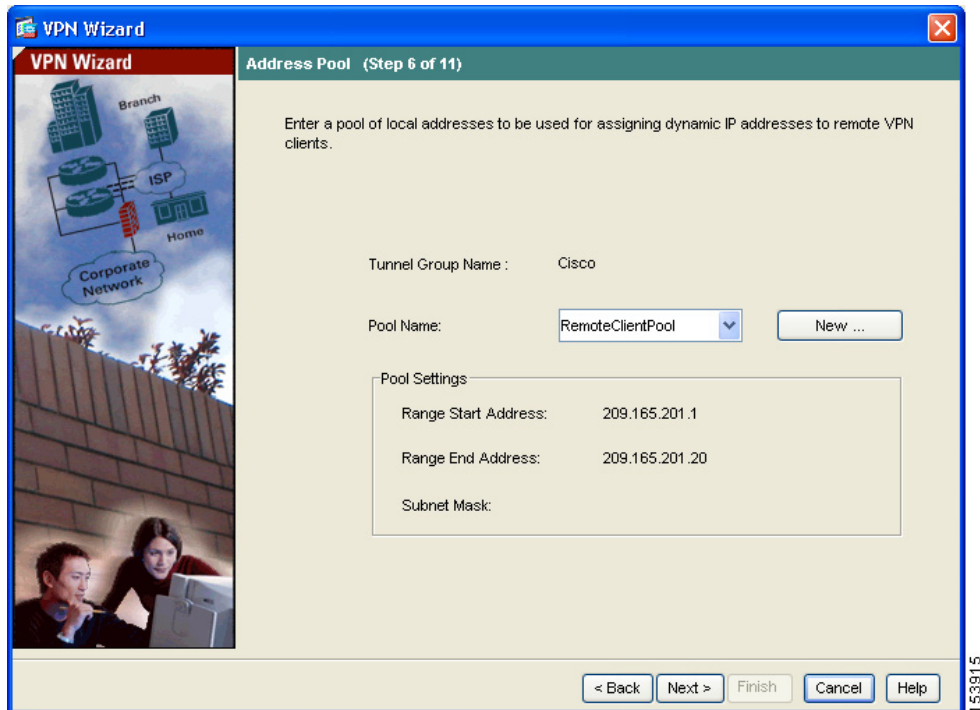 VPN Wizard
VPN Wizard
Branch
ISP
Home
Corporate
Network
Address Pool (Step 6 of 11)
Enter a pool of local addresses to be used for assigning dynamic IP addresses to remote VPN
clients.
Tunnel Group Name : Cisco
Pool Name: RemoteClientPool New ...
Pool Settings
Range Start Address: 209.165.201.1
Range End Address: 209.165.201.20
Subnet Mask:
< Back Next > Finish Cancel Help
153915